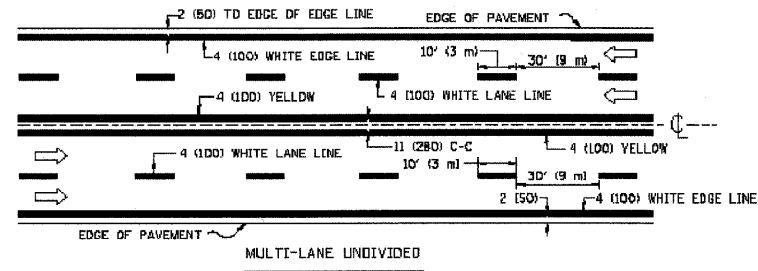 2 (50) TO EDGE OF EDGE LINE
EDGE OF PAVEMENT
4 (100) WHITE EDGE LINE
10' (3 m)
30' (9 m)
4 (100) YELLOW
4 (100) WHITE LANE LINE
℄
4 (100) WHITE LANE LINE
11 (280) C-C
4 (100) YELLOW
10' (3 m)
30' (9 m)
2 (50)
4 (100) WHITE EDGE LINE
EDGE OF PAVEMENT
MULTI-LANE UNDIVIDED